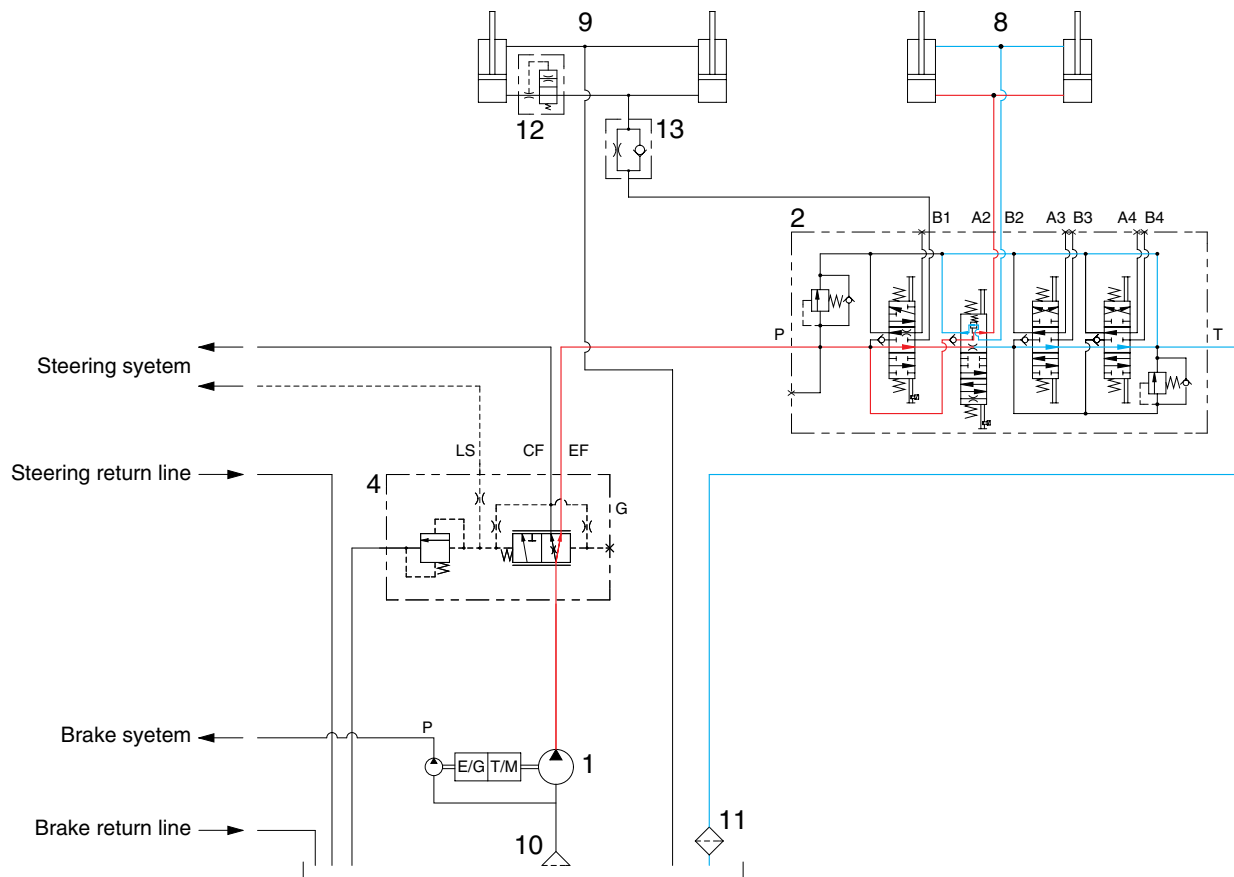 9
8
12
13
2
B1 A2 B2 A3 B3 A4 B4
P
T
Steering syetem
LS CF EF
Steering return line
4
G
Brake syetem
P
E/G T/M
1
Brake return line
10
11